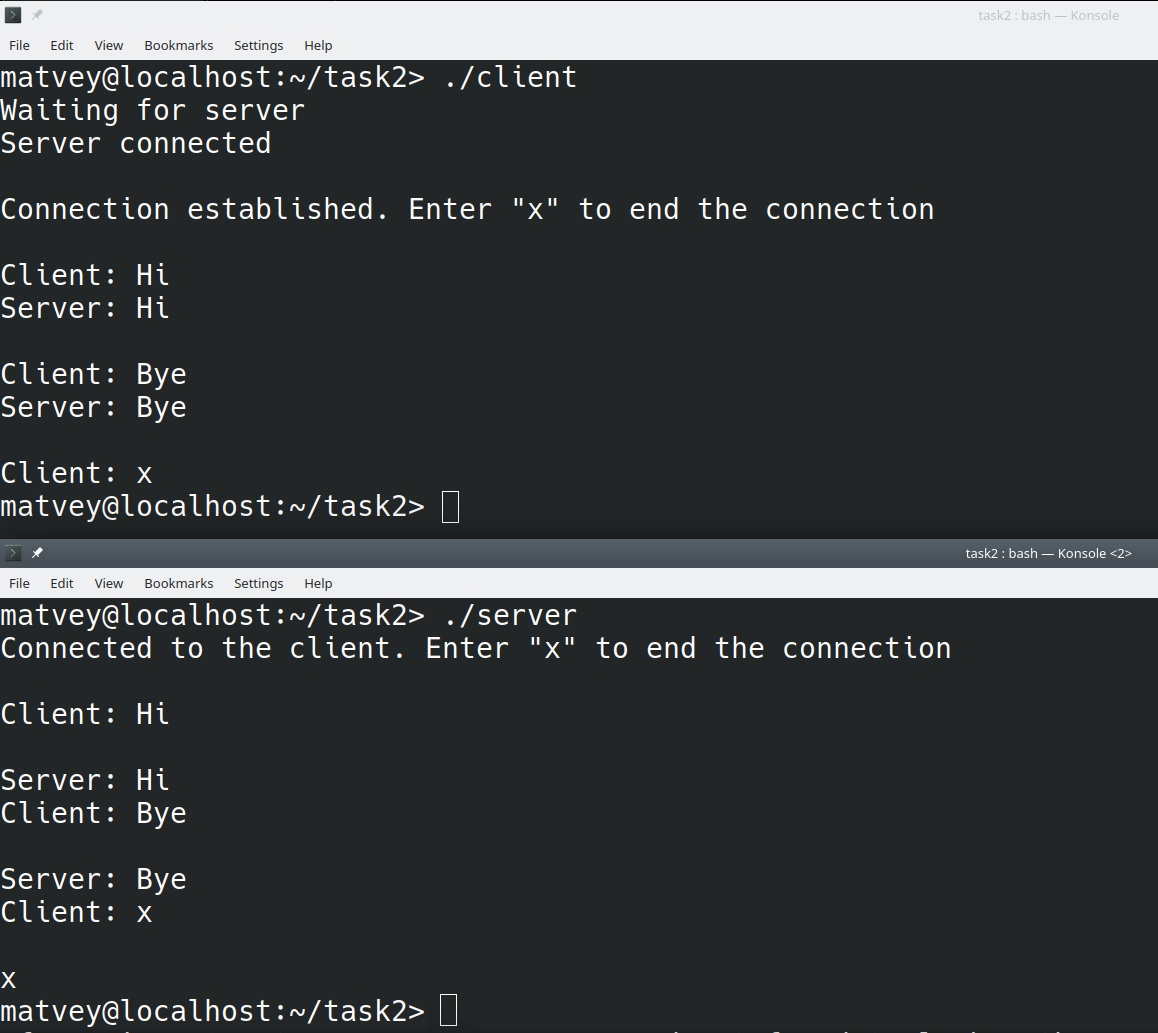 task2 : bash — Konsole
File Edit View Bookmarks Settings Help
matvey@localhost:~/task2> ./client
Waiting for server
Server connected
Connection established. Enter "x" to end the connection
Client: Hi
Server: Hi
Client: Bye
Server: Bye
Client: x
matvey@localhost:~/task2>
task2 : bash — Konsole <2>
File Edit View Bookmarks Settings Help
matvey@localhost:~/task2> ./server
Connected to the client. Enter "x" to end the connection
Client: Hi
Server: Hi
Client: Bye
Server: Bye
Client: x
x
matvey@localhost:~/task2>